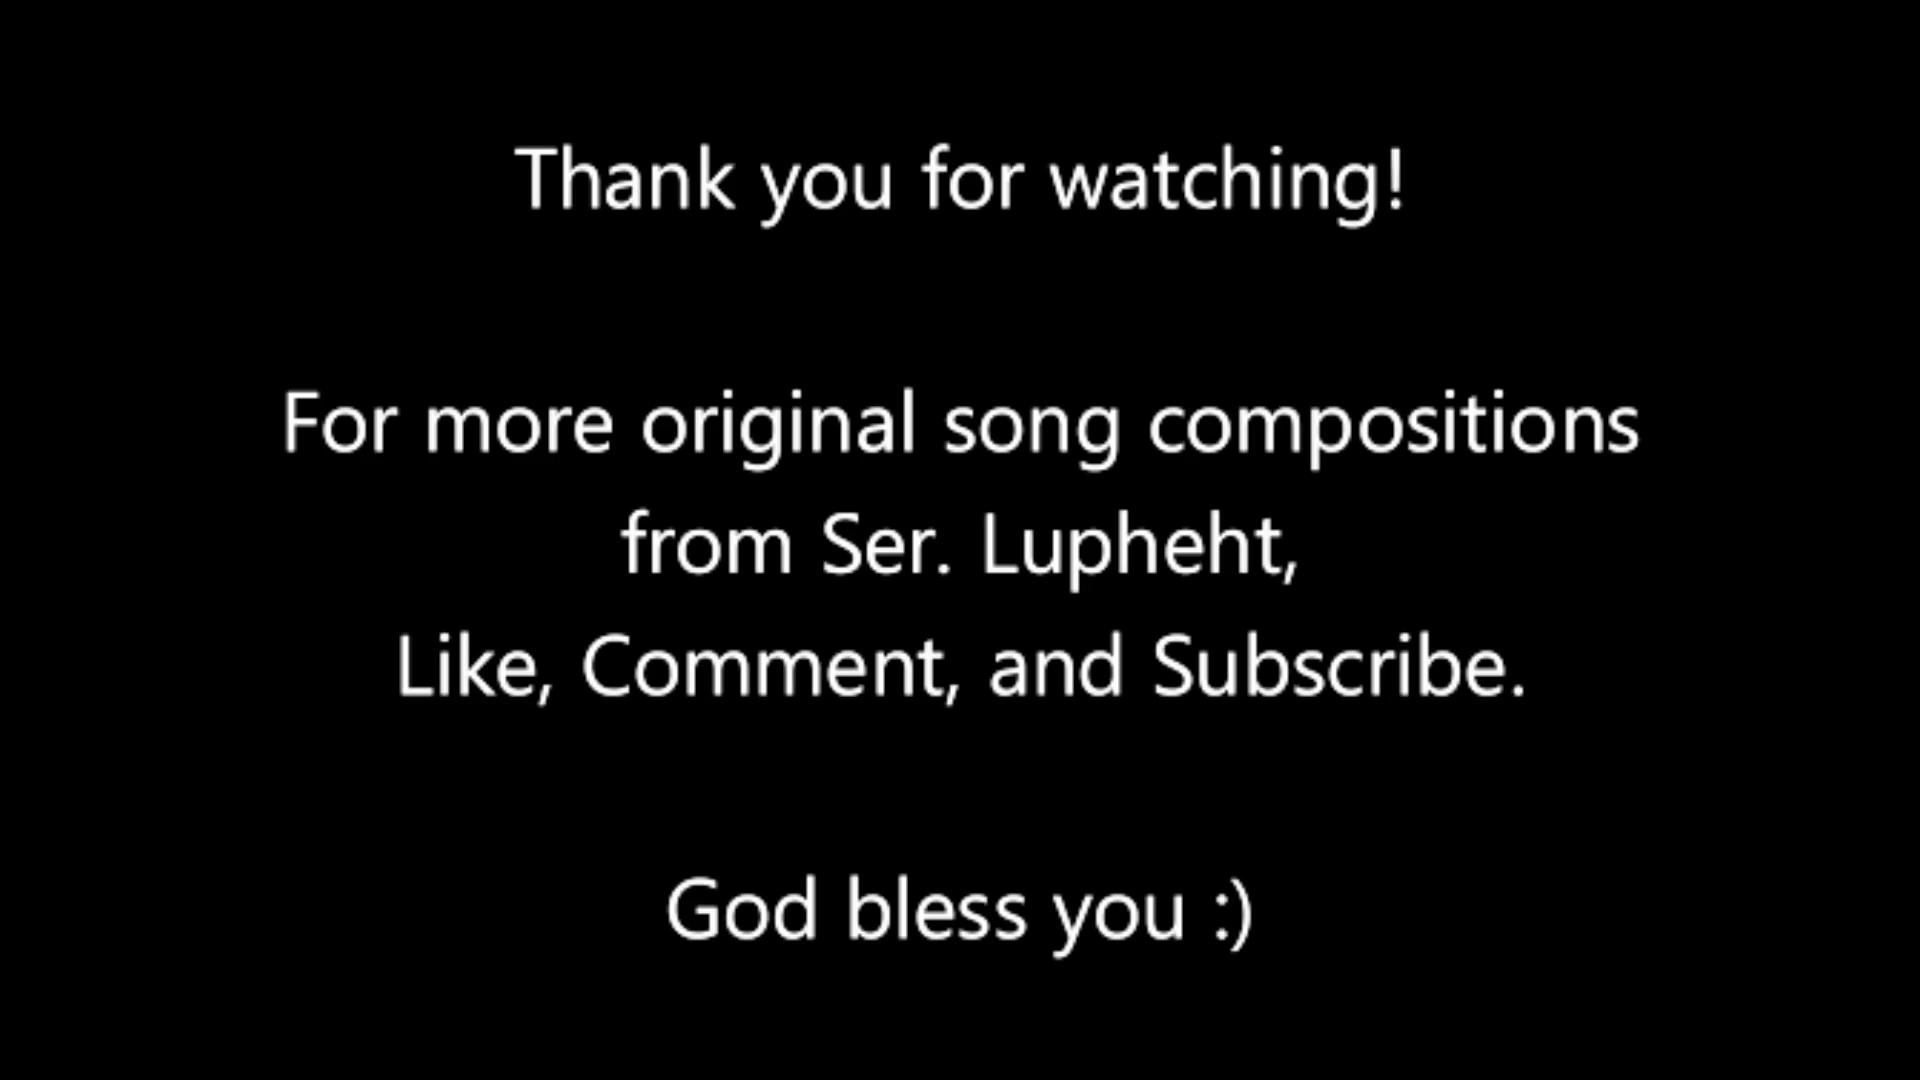 Thank you for watching!
For more original song compositions
from Ser. Lupheht,
Like, Comment, and Subscribe.
God bless you :)